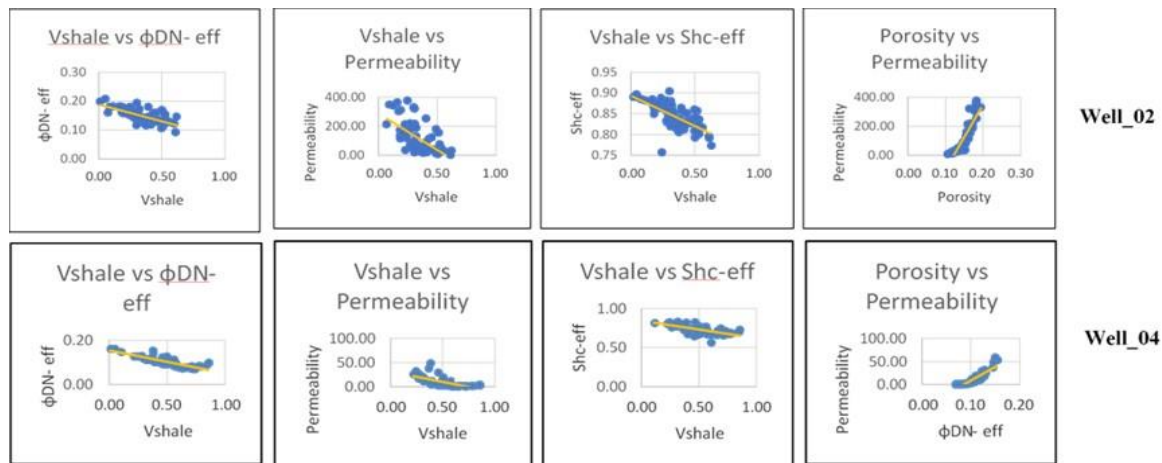 Vshale vs ϕDN- eff
0.30
0.20
0.10
0.00
ϕDN- eff
0.00 0.50 1.00
Vshale
Vshale vs
Permeability
400.00
200.00
0.00
Permeability
0.00 0.50 1.00
Vshale
Vshale vs Shc-eff
0.95
0.90
0.85
0.80
0.75
Shc-eff
0.00 0.50 1.00
Vshale
Porosity vs
Permeability
400.00
200.00
0.00
Permeability
0.00 0.10 0.20 0.30
Porosity
Well_02
Vshale vs ϕDN-
eff
0.20
0.00
ϕDN- eff
0.00 0.50 1.00
Vshale
Vshale vs
Permeability
100.00
50.00
0.00
Permeability
0.00 0.50 1.00
Vshale
Vshale vs Shc-eff
1.00
0.50
0.00
Shc-eff
0.00 0.50 1.00
Vshale
Porosity vs
Permeability
100.00
50.00
0.00
Permeability
0.00 0.10 0.20
ϕDN- eff
Well_04